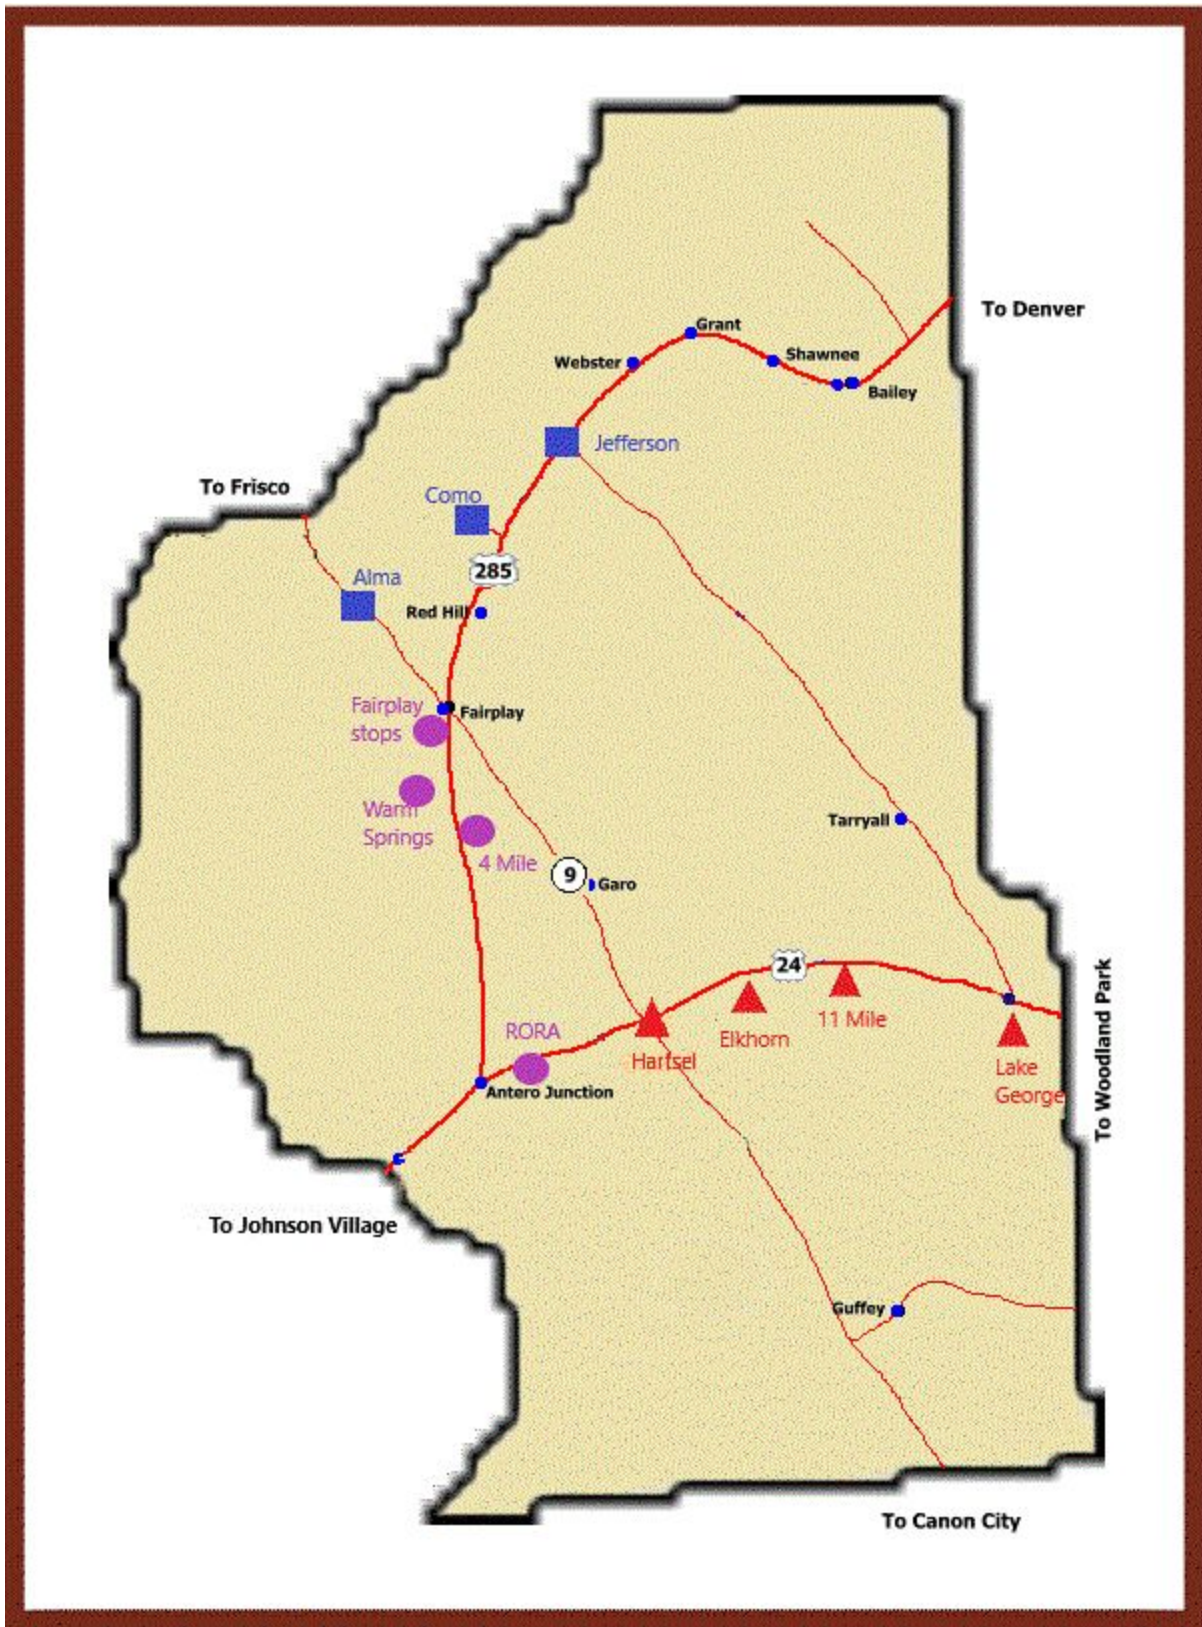 To Denver
Grant
Shawnee
Webster
Bailey
Jefferson
To Frisco
Como
285
Alma
Red Hill
Fairplay
stops
Fairplay
Warm
Springs
4 Mile
Tarryall
9
Garo
24
To Woodland Park
11 Mile
RORA
Elkhorn
Hartsel
Lake
George
Antero Junction
To Johnson Village
Guffey
To Canon City